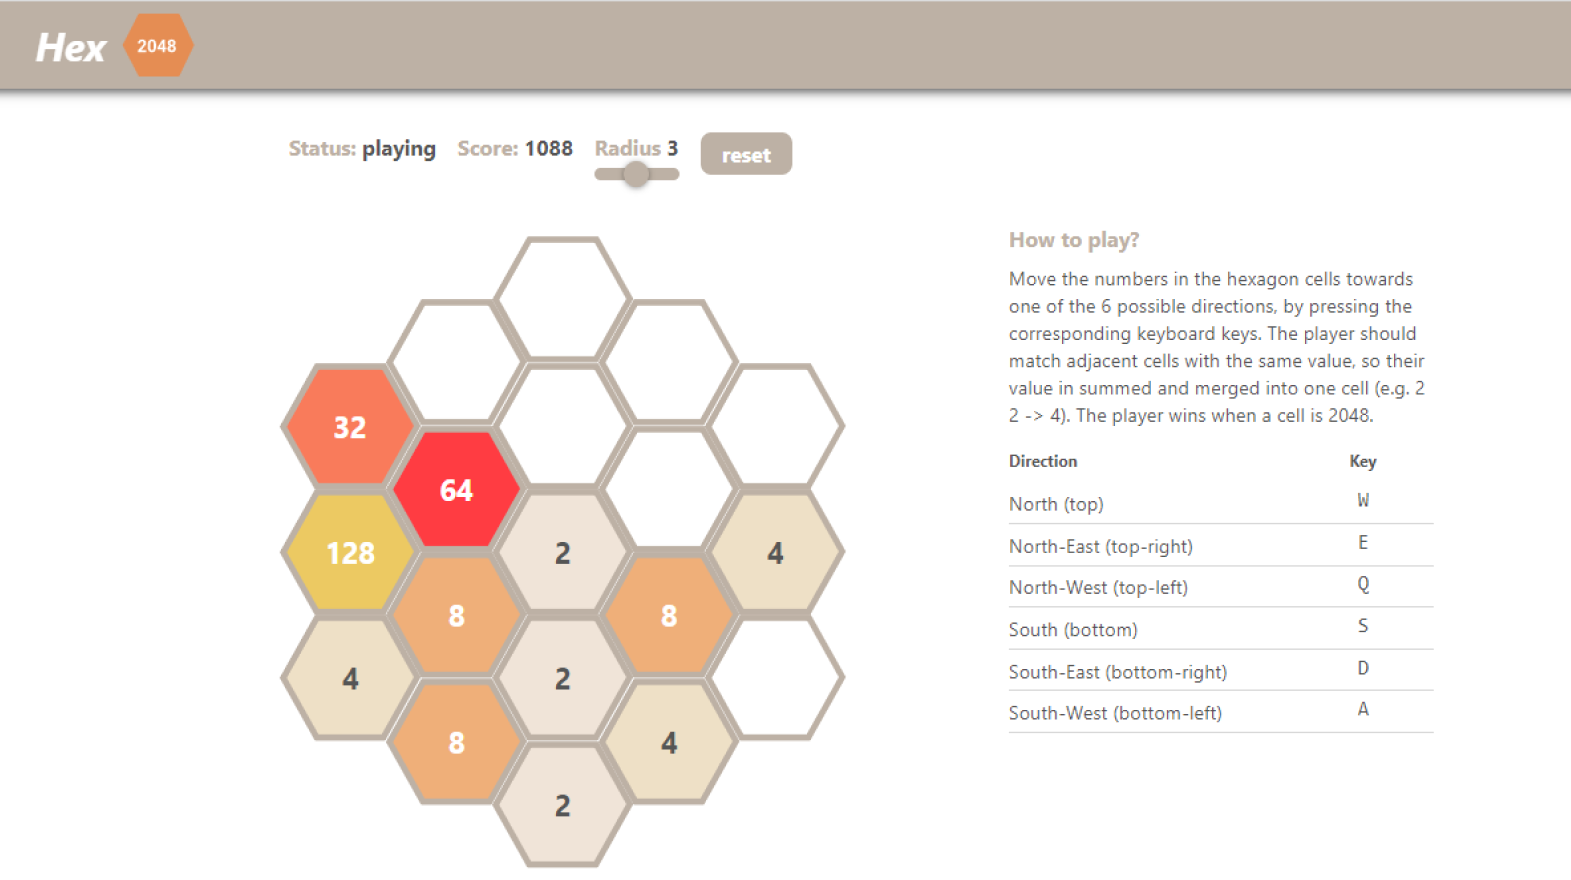 Hex 2048
Status: playing Score: 1088 Radius 3 reset
How to play?
Move the numbers in the hexagon cells towards
one of the 6 possible directions, by pressing the
corresponding keyboard keys. The player should
match adjacent cells with the same value, so their
value in summed and merged into one cell (e.g. 2
2 -> 4). The player wins when a cell is 2048.
Direction Key
North (top) W
North-East (top-right) E
North-West (top-left) Q
South (bottom) S
South-East (bottom-right) D
South-West (bottom-left) A
32
64
128 2 4
8 8
4 2
8 4
2